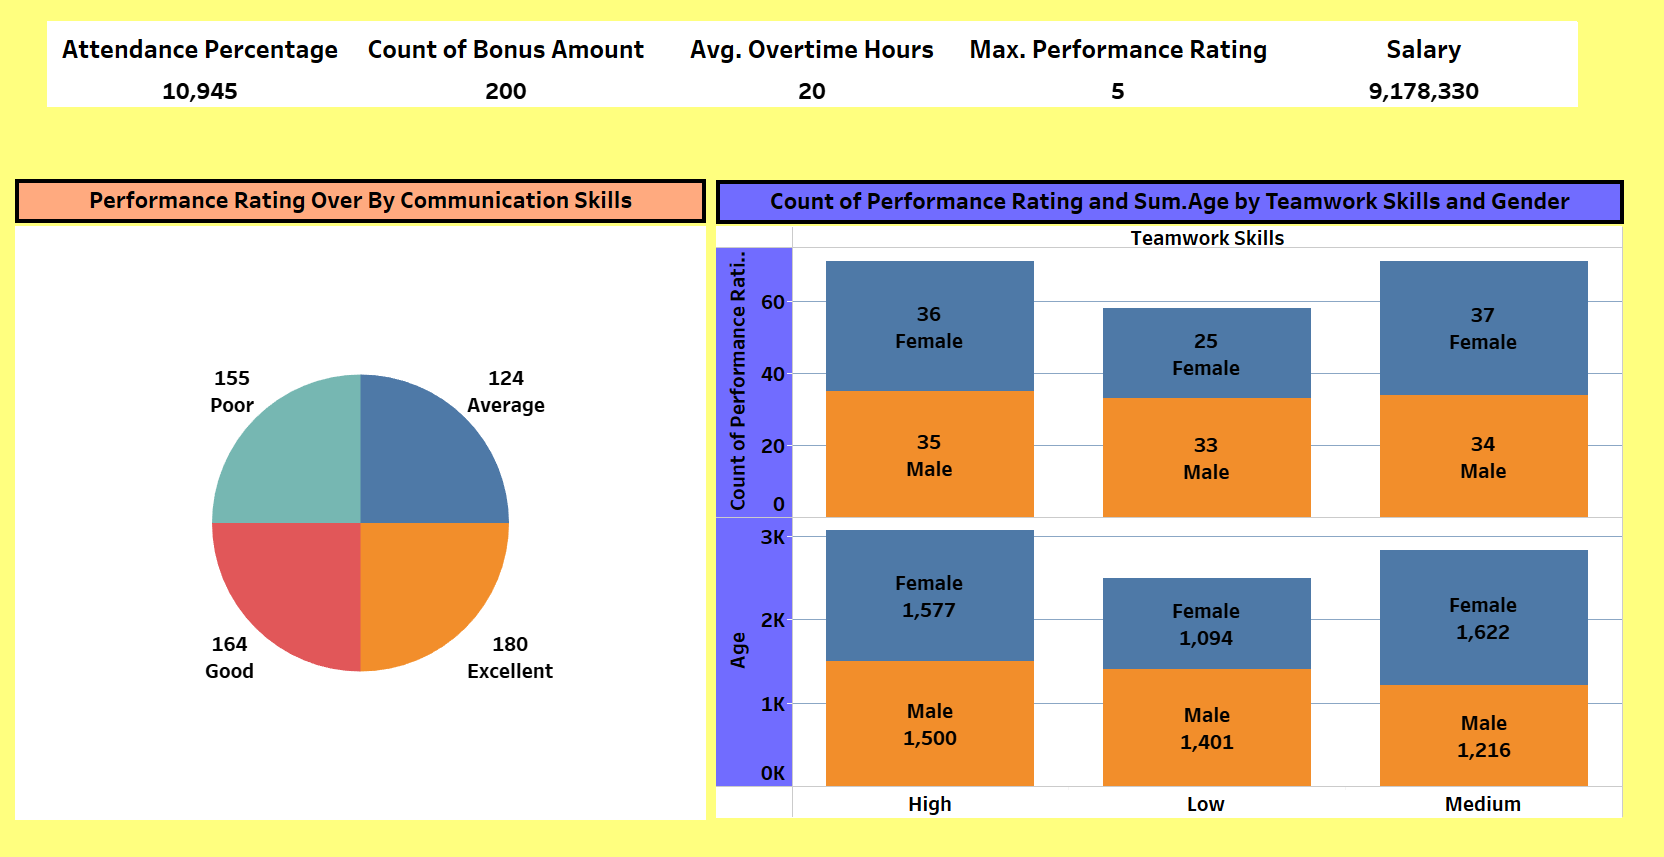 Attendance Percentage
10,945
Count of Bonus Amount
200
Avg. Overtime Hours
20
Max. Performance Rating
5
Salary
9,178,330
Performance Rating Over By Communication Skills
155
Poor
124
Average
164
Good
180
Excellent
Count of Performance Rating and Sum.Age by Teamwork Skills and Gender
Teamwork Skills
Count of Performance Rati..
60
40
20
0
36
Female
35
Male
25
Female
33
Male
37
Female
34
Male
Age
3K
2K
1K
0K
Female
1,577
Male
1,500
Female
1,094
Male
1,401
Female
1,622
Male
1,216
High
Low
Medium